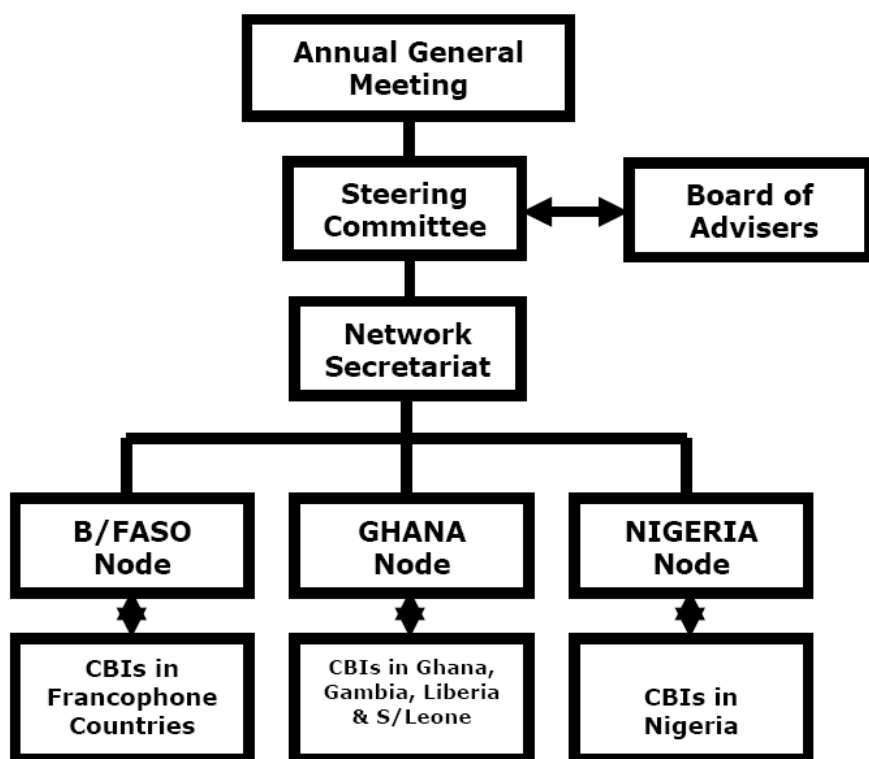 Annual General
Meeting
Steering
Committee
Board of
Advisers
Network
Secretariat
B/FASO
Node
GHANA
Node
NIGERIA
Node
CBIs in
Francophone
Countries
CBIs in Ghana,
Gambia, Liberia
& S/Leone
CBIs in
Nigeria